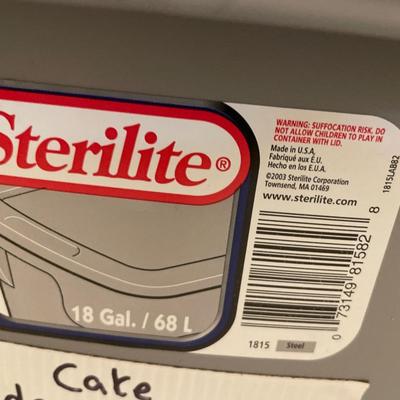 Sterilite®
18 Gal. / 68 L
WARNING: SUFFOCATION RISK. DO
NOT ALLOW CHILDREN TO PLAY IN
CONTAINER WITH LID.
Made in U.S.A.
Fabriqué aux É.U.
Hecho en los E.U.A.
©2003 Sterilite Corporation
Townsend, MA 01469
www.sterilite.com
1815LAB82
0 73149 81582 8
1815 Steel
Cake